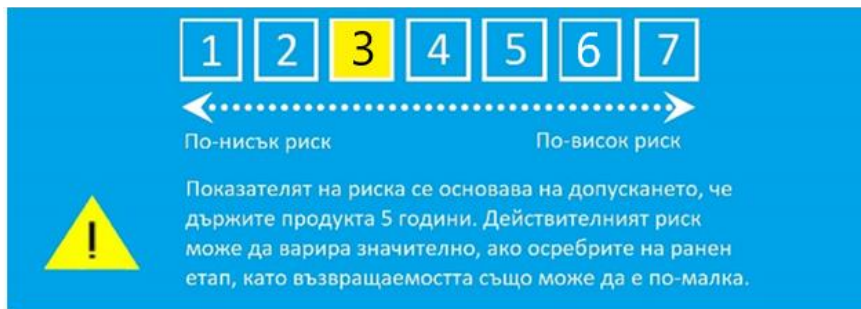 1 2 3 4 5 6 7
По-нисък риск По-висок риск
Показателят на риска се основава на допускането, че
държите продукта 5 години. Действителният риск
може да варира значително, ако осребрите на ранен
етап, като възвращаемостта също може да е по-малка.
!